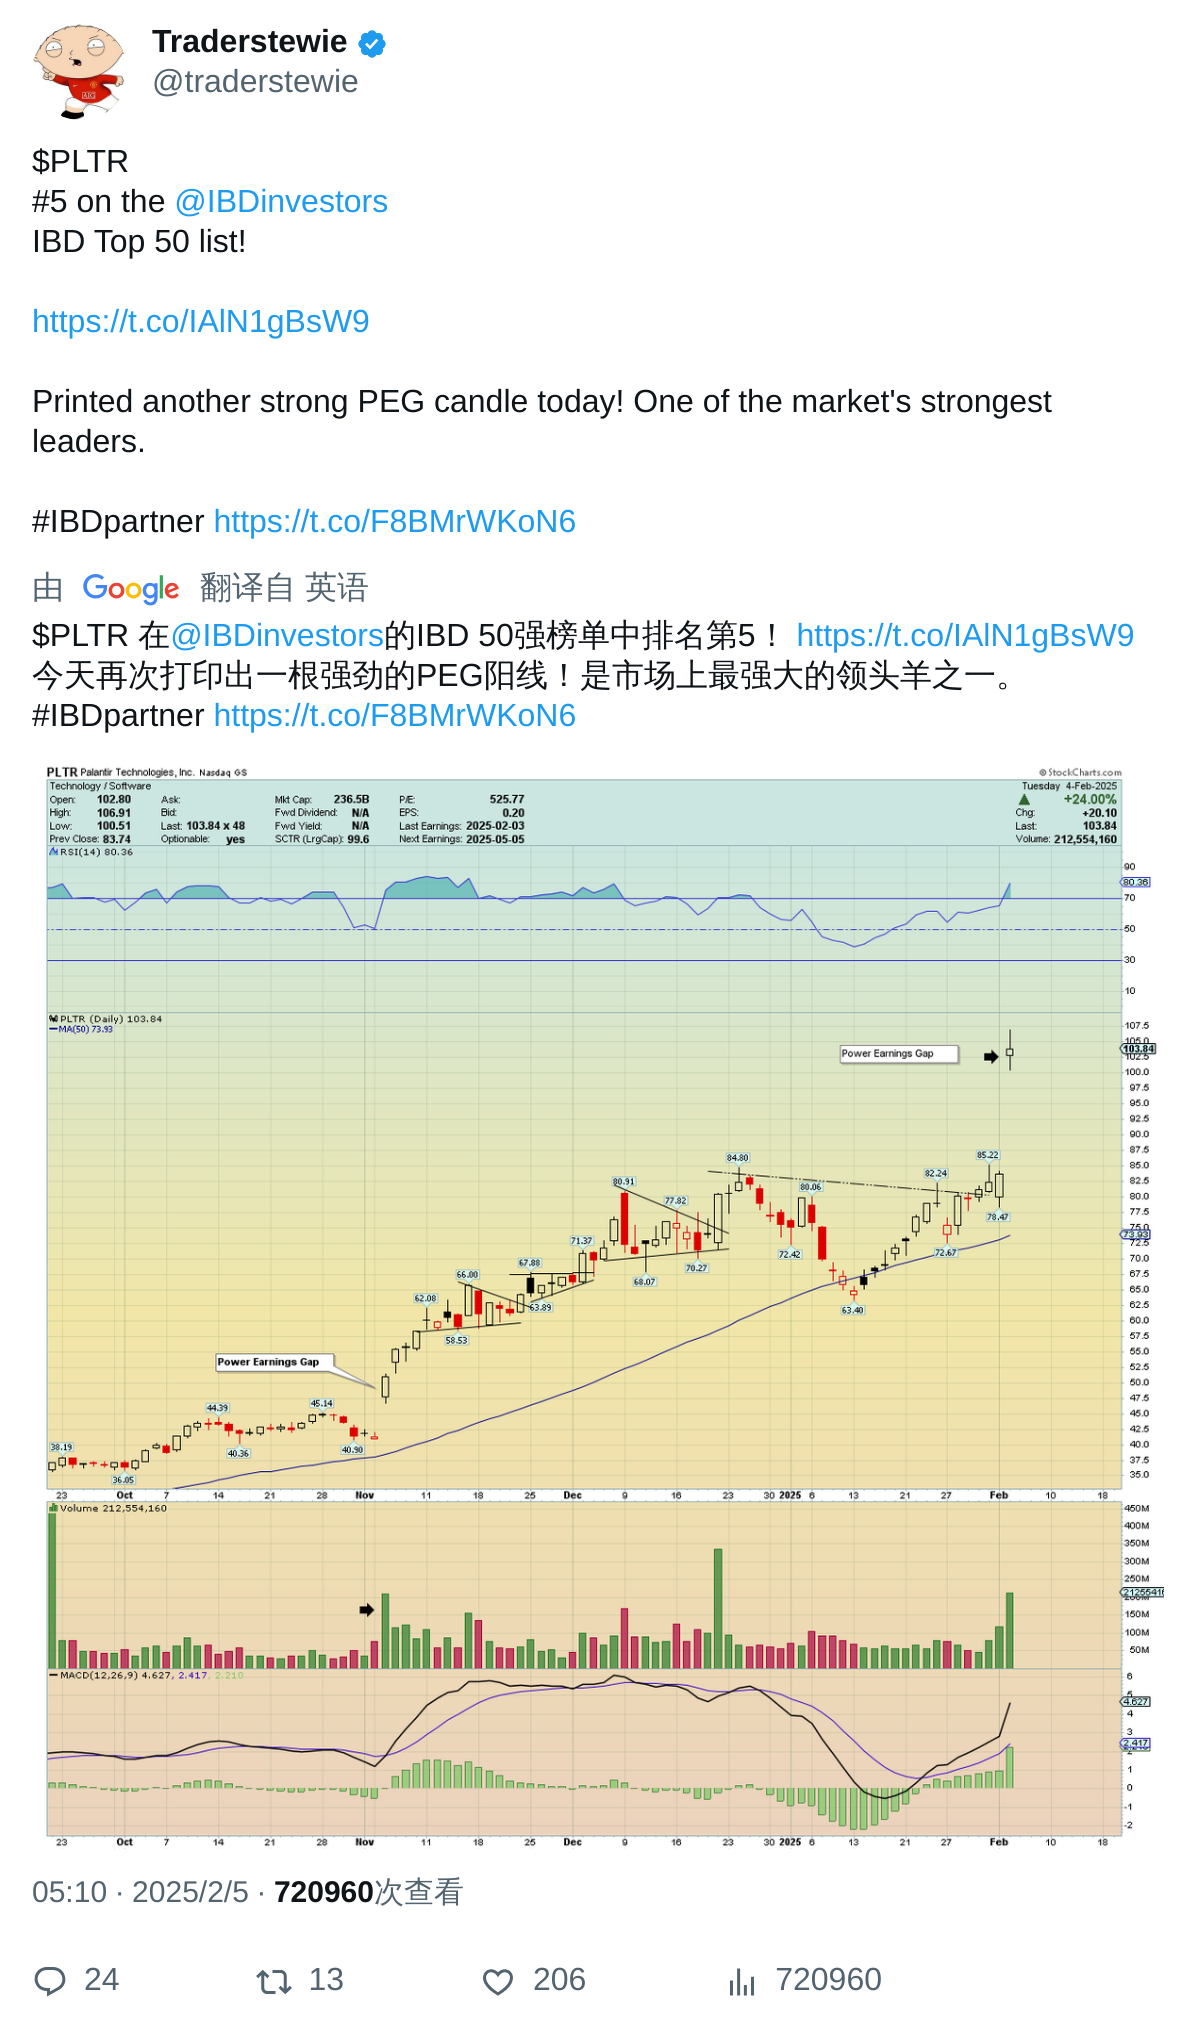 Traderstewie
@traderstewie
$PLTR
#5 on the @IBDinvestors
IBD Top 50 list!
https://t.co/IAlN1gBsW9
Printed another strong PEG candle today! One of the market's strongest
leaders.
#IBDpartner https://t.co/F8BMrWKoN6
由 Google 翻译自 英语
$PLTR 在@IBDinvestors的IBD 50强榜单中排名第5！ https://t.co/IAlN1gBsW9
今天再次打印出一根强劲的PEG阳线！是市场上最强大的领头羊之一。
#IBDpartner https://t.co/F8BMrWKoN6
PLTR Palantir Technologies, Inc. Nasdaq GS © StockCharts.com
Technology / Software Tuesday 4-Feb-2025
Open: 102.80 Ask: Mkt Cap: 236.5B P/E: 525.77 +24.00%
High: 106.91 Bid: Fwd Dividend: N/A EPS: 0.20 Chg: +20.10
Low: 100.51 Last: 103.84 x 48 Fwd Yield: N/A Last Earnings: 2025-02-03 Last: 103.84
Prev Close: 83.74 Optionable: yes SCTR (LrgCap): 99.6 Next Earnings: 2025-05-05 Volume: 212,554,160
RSI(14) 80.36
90
80.36
70
50
30
10
PLTR (Daily) 103.84
MA(50) 73.93
107.5
105.0
103.84
102.5
100.0
97.5
95.0
92.5
90.0
87.5
85.0
82.5
80.0
77.5
75.0
73.93
72.5
70.0
67.5
65.0
62.5
60.0
57.5
55.0
52.5
50.0
47.5
45.0
42.5
40.0
37.5
35.0
Power Earnings Gap
Power Earnings Gap
38.19
36.05
44.39
40.36
45.14
40.90
62.08
58.53
66.00
67.88
63.89
71.37
80.91
68.07
77.82
70.27
84.80
72.42
80.06
63.40
82.24
72.67
85.22
78.47
23 Oct 7 14 21 28 Nov 11 18 25 Dec 9 16 23 30 2025 6 13 21 27 Feb 10 18
Volume 212,554,160
450M
400M
350M
300M
250M
200M
150M
100M
50M
MACD(12,26,9) 4.627, 2.417, 2.210
6
5
4.627
4
3
2.417
2
1
0
-1
-2
23 Oct 7 14 21 28 Nov 11 18 25 Dec 9 16 23 30 2025 6 13 21 27 Feb 10 18
05:10 · 2025/2/5 · 720960次查看
24 13 206 720960